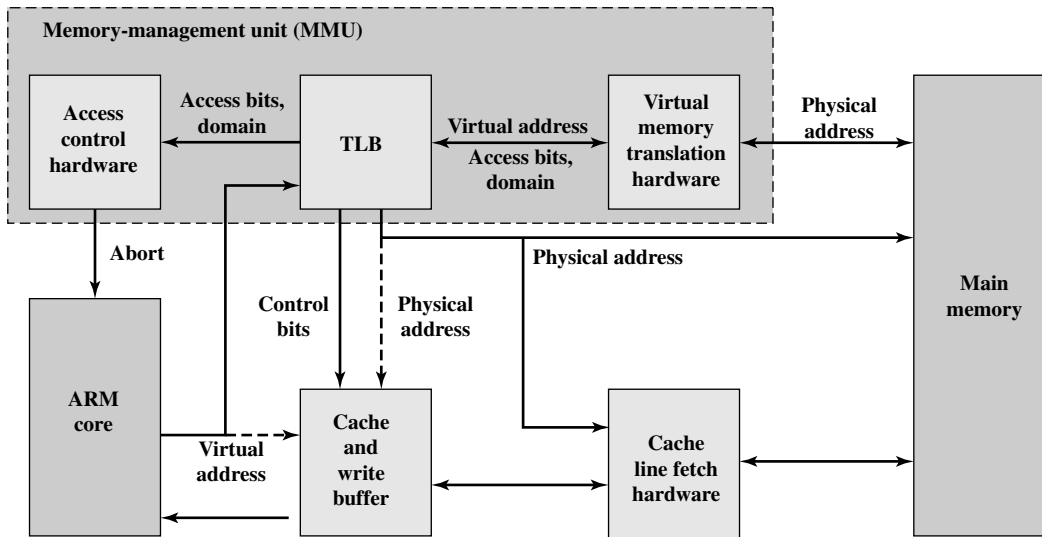 Memory-management unit (MMU)
Access
control
hardware
Access bits,
domain
TLB
Virtual address
Access bits,
domain
Virtual
memory
translation
hardware
Physical
address
Abort
Control
bits
Physical
address
Physical address
Main
memory
ARM
core
Virtual
address
Cache
and
write
buffer
Cache
line fetch
hardware